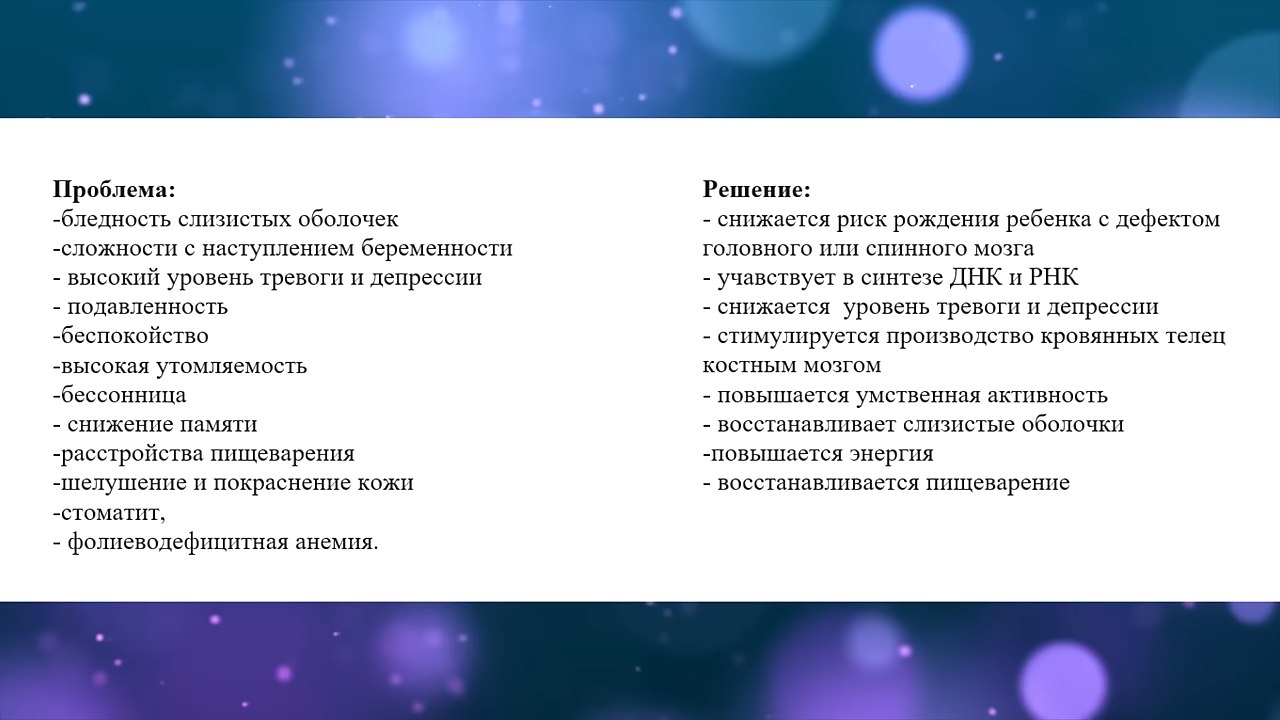 Проблема:
-бледность слизистых оболочек
-сложности с наступлением беременности
- высокий уровень тревоги и депрессии
- подавленность
-беспокойство
-высокая утомляемость
-бессонница
- снижение памяти
-расстройства пищеварения
-шелушение и покраснение кожи
-стоматит,
- фолиеводефицитная анемия.
Решение:
- снижается риск рождения ребенка с дефектом
головного или спинного мозга
- учавствует в синтезе ДНК и РНК
- снижается  уровень тревоги и депрессии
- стимулируется производство кровянных телец
костным мозгом
- повышается умственная активность
- восстанавливает слизистые оболочки
-повышается энергия
- восстанавливается пищеварение